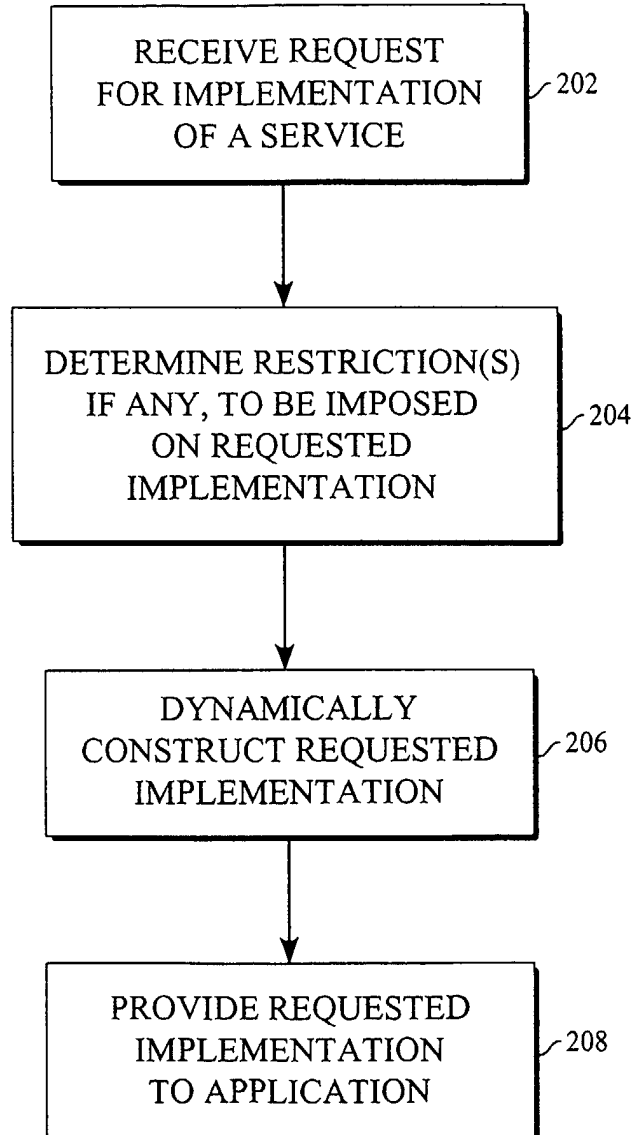 RECEIVE REQUEST
FOR IMPLEMENTATION
OF A SERVICE
202
DETERMINE RESTRICTION(S)
IF ANY, TO BE IMPOSED
ON REQUESTED
IMPLEMENTATION
204
DYNAMICALLY
CONSTRUCT REQUESTED
IMPLEMENTATION
206
PROVIDE REQUESTED
IMPLEMENTATION
TO APPLICATION
208